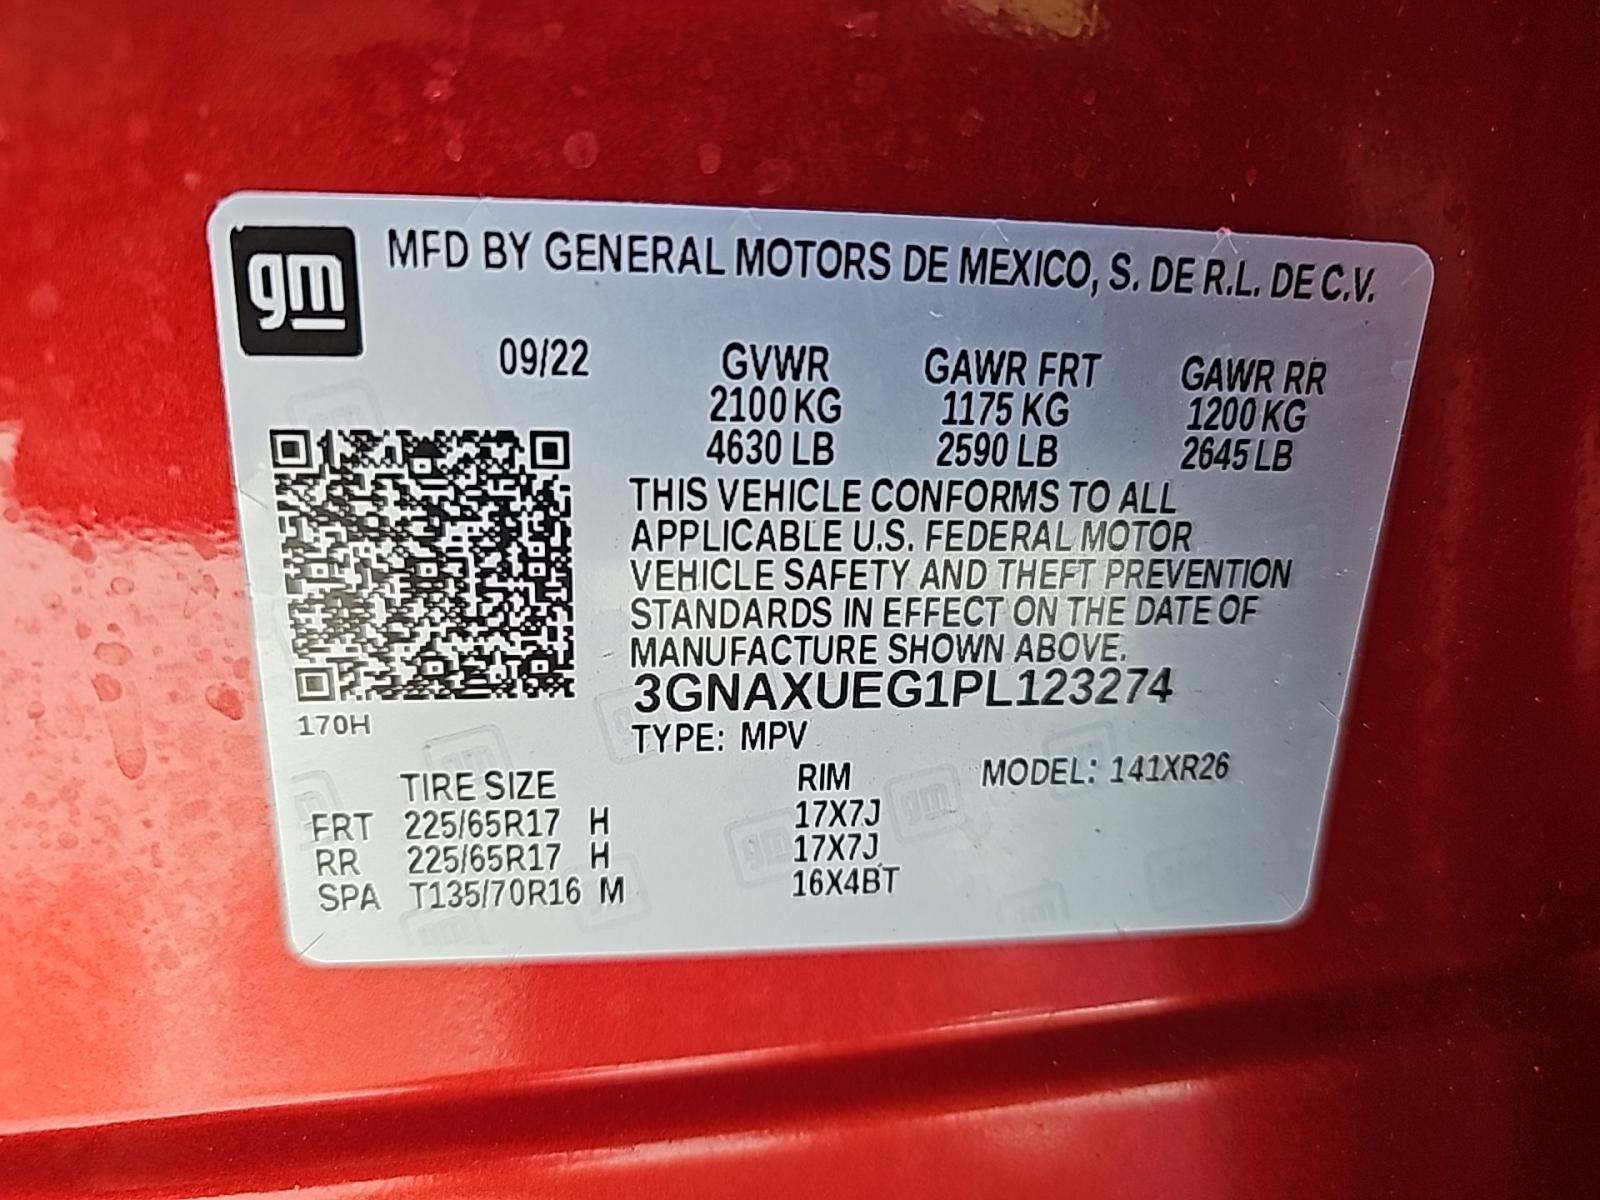 gm
MFD BY GENERAL MOTORS DE MEXICO, S. DE R.L. DE C.V.
09/22 GVWR GAWR FRT GAWR RR
2100 KG 1175 KG 1200 KG
4630 LB 2590 LB 2645 LB
THIS VEHICLE CONFORMS TO ALL
APPLICABLE U.S. FEDERAL MOTOR
VEHICLE SAFETY AND THEFT PREVENTION
STANDARDS IN EFFECT ON THE DATE OF
MANUFACTURE SHOWN ABOVE.
3GNAXUEG1PL123274
170H
TYPE: MPV
TIRE SIZE RIM MODEL: 141XR26
FRT 225/65R17 H 17X7J
RR 225/65R17 H 17X7J
SPA T135/70R16 M 16X4BT